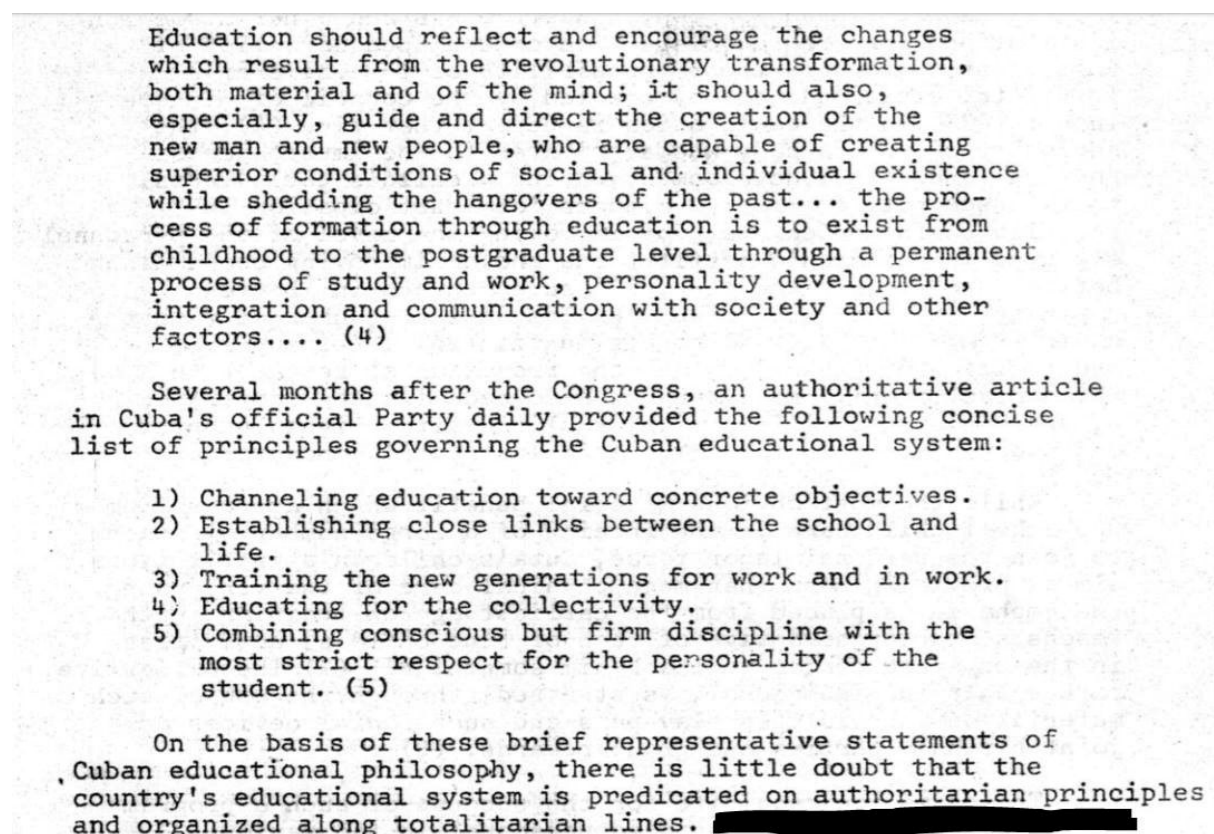 Education should reflect and encourage the changes
which result from the revolutionary transformation,
both material and of the mind; it should also,
especially, guide and direct the creation of the
new man and new people, who are capable of creating
superior conditions of social and individual existence
while shedding the hangovers of the past... the pro-
cess of formation through education is to exist from
childhood to the postgraduate level through a permanent
process of study and work, personality development,
integration and communication with society and other
factors.... (4)
Several months after the Congress, an authoritative article
in Cuba's official Party daily provided the following concise
list of principles governing the Cuban educational system:
1) Channeling education toward concrete objectives.
2) Establishing close links between the school and
life.
3) Training the new generations for work and in work.
4) Educating for the collectivity.
5) Combining conscious but firm discipline with the
most strict respect for the personality of the
student. (5)
On the basis of these brief representative statements of
Cuban educational philosophy, there is little doubt that the
country's educational system is predicated on authoritarian principles
and organized along totalitarian lines.